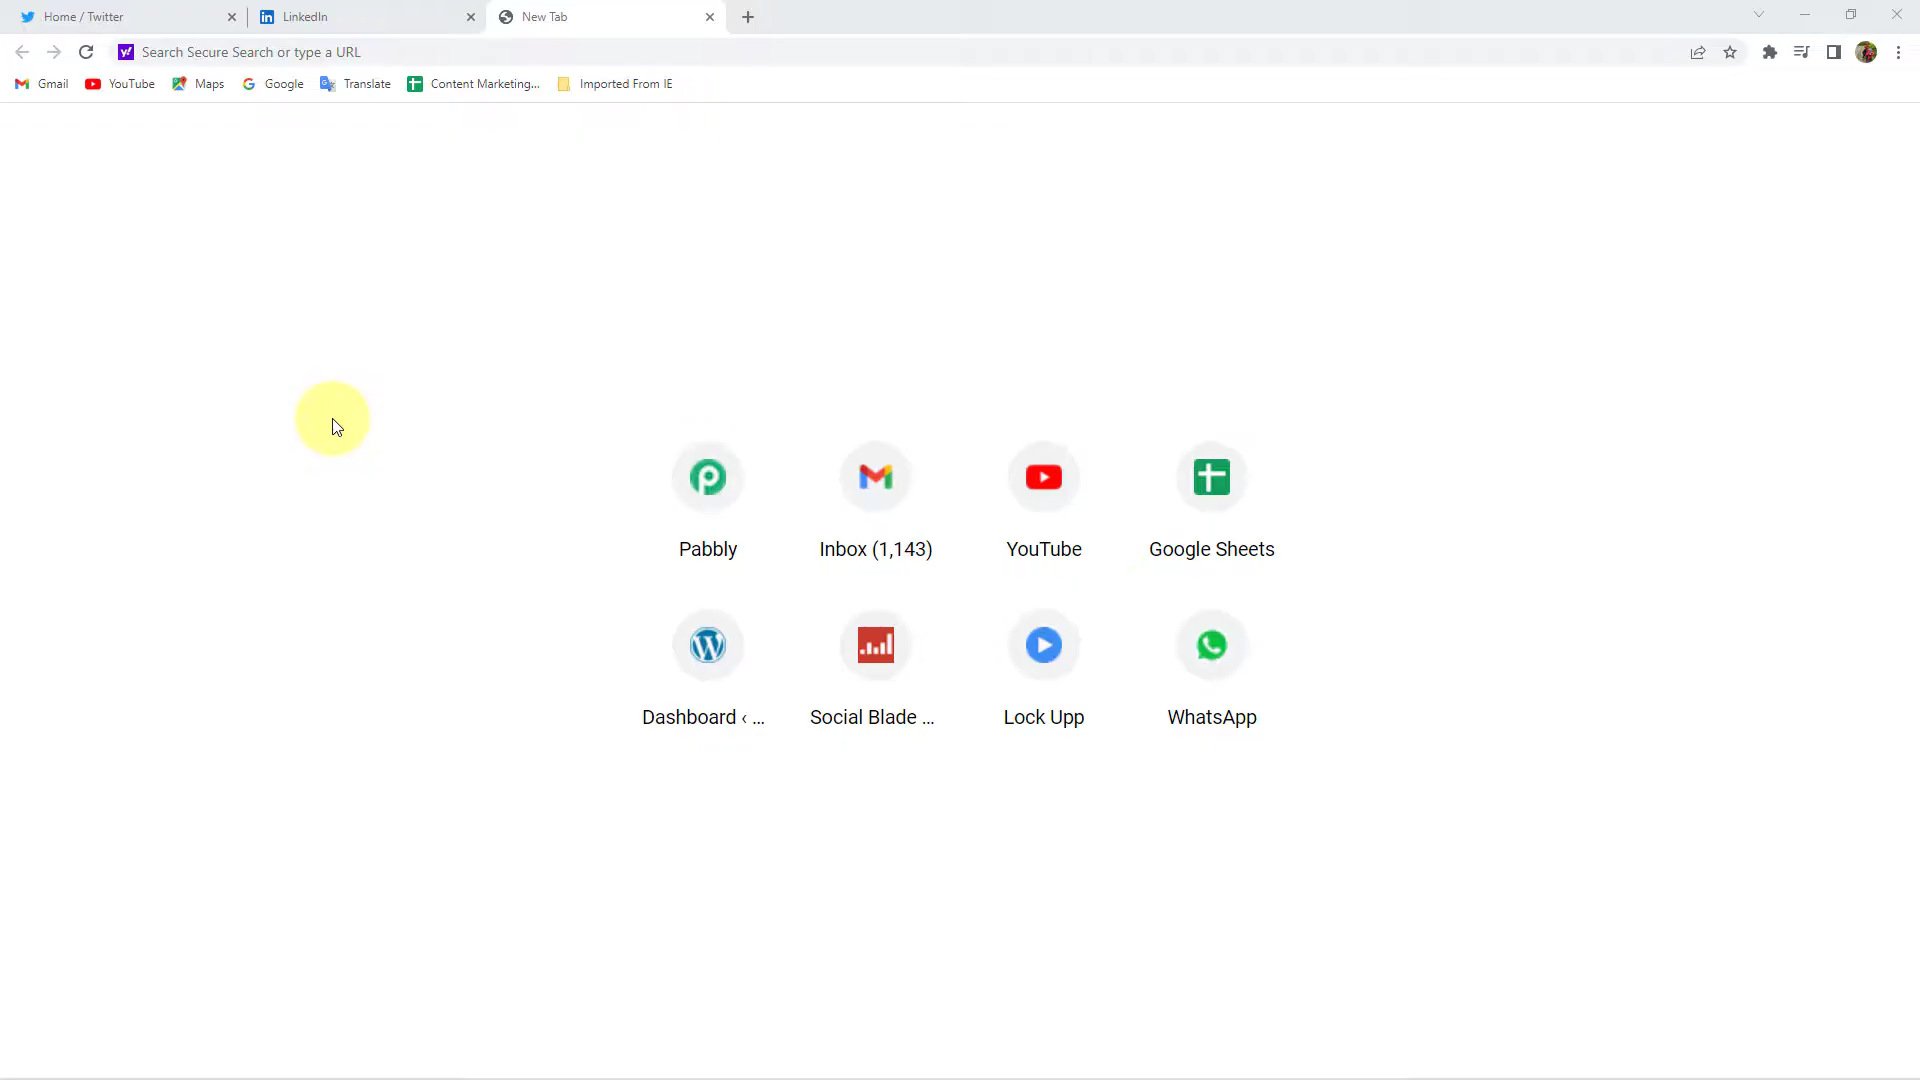 Home / Twitter
LinkedIn
New Tab
Search Secure Search or type a URL
Gmail
YouTube
Maps
Google
Translate
Content Marketing...
Imported From IE
Pabbly
Inbox (1,143)
YouTube
Google Sheets
Dashboard ‹ ...
Social Blade ...
Lock Upp
WhatsApp